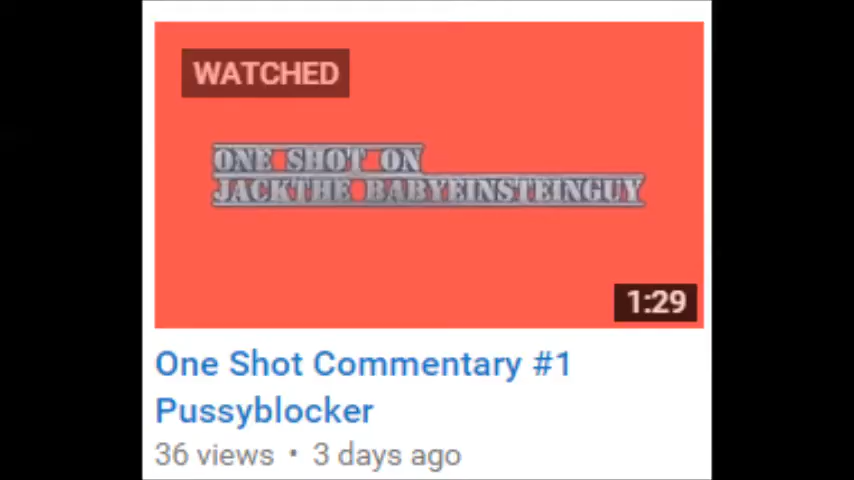 WATCHED
ONE SHOT ON
JACKTHE BABYEINSTEINGUY
1:29
One Shot Commentary #1
Pussyblocker
36 views • 3 days ago